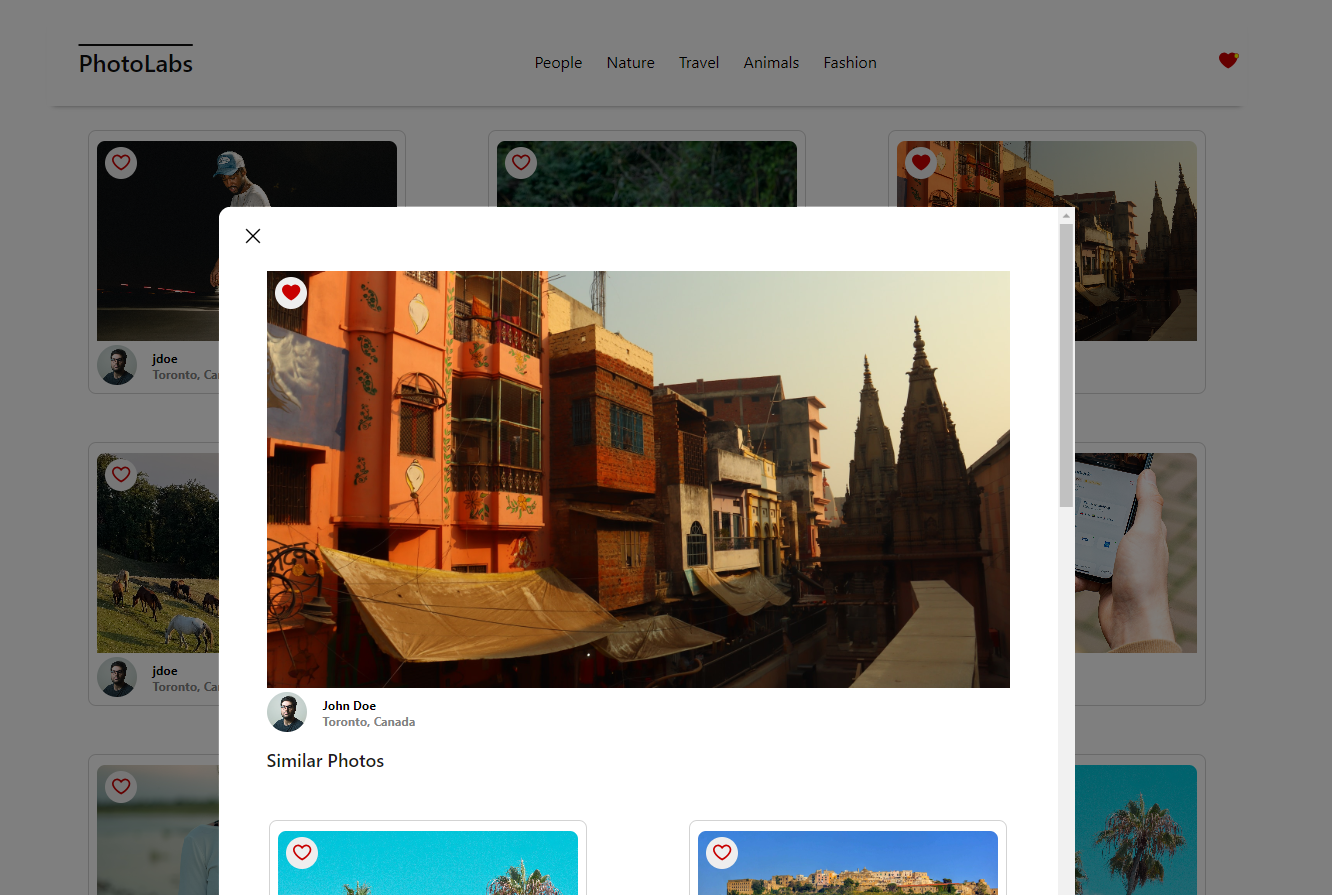 PhotoLabs
People
Nature
Travel
Animals
Fashion
jdoe
Toronto, Ca
jdoe
Toronto, Ca
John Doe
Toronto, Canada
Similar Photos